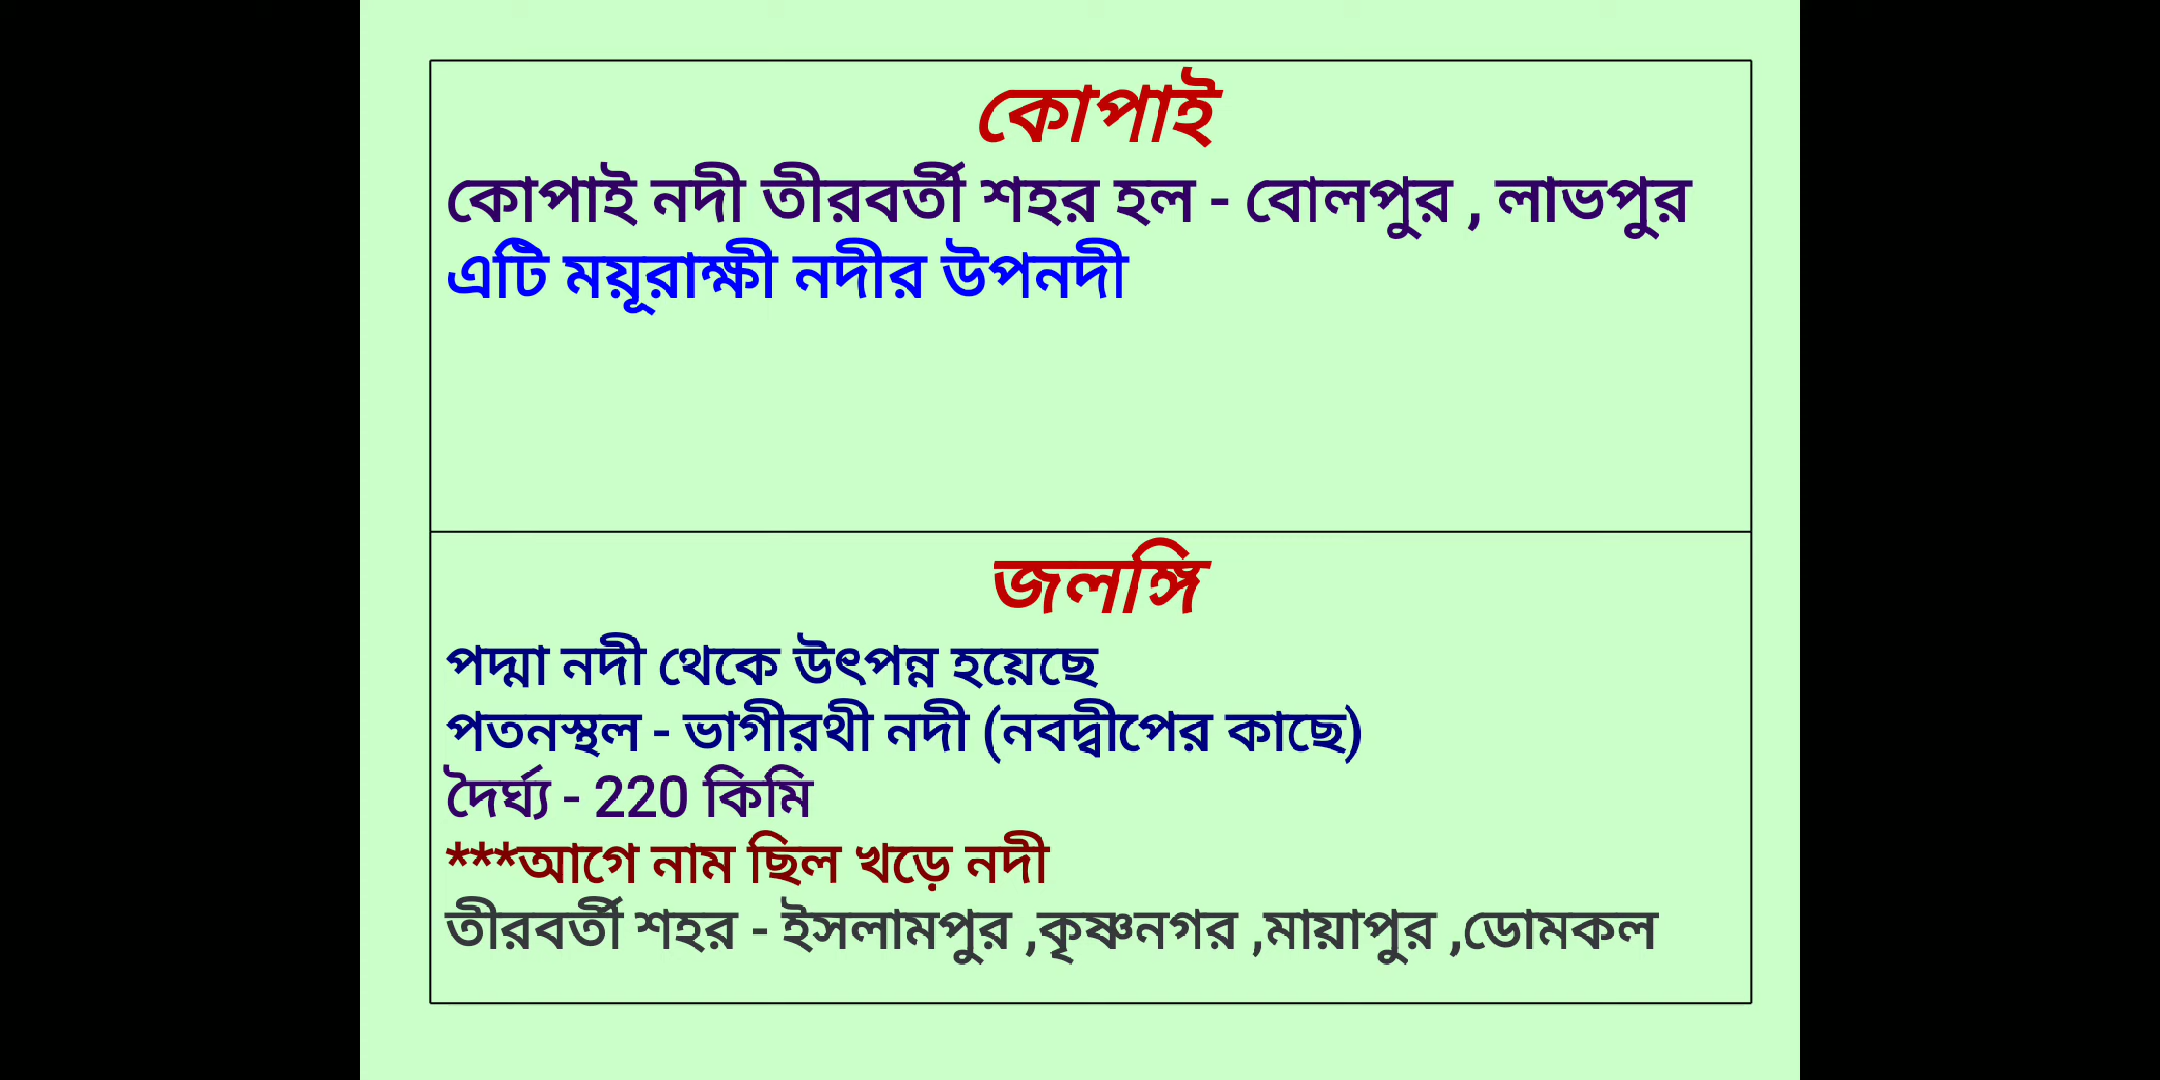 কোপাই
কোপাই নদী তীরবর্তী শহর হল - বোলপুর , লাভপুর
এটি ময়ূরাক্ষী নদীর উপনদী
জলঙ্গি
পদ্মা নদী থেকে উৎপন্ন হয়েছে
পতনস্থল - ভাগীরথী নদী (নবদ্বীপের কাছে)
দৈর্ঘ্য - 220 কিমি
***আগে নাম ছিল খড়ে নদী
তীরবর্তী শহর - ইসলামপুর ,কৃষ্ণনগর ,মায়াপুর ,ডোমকল